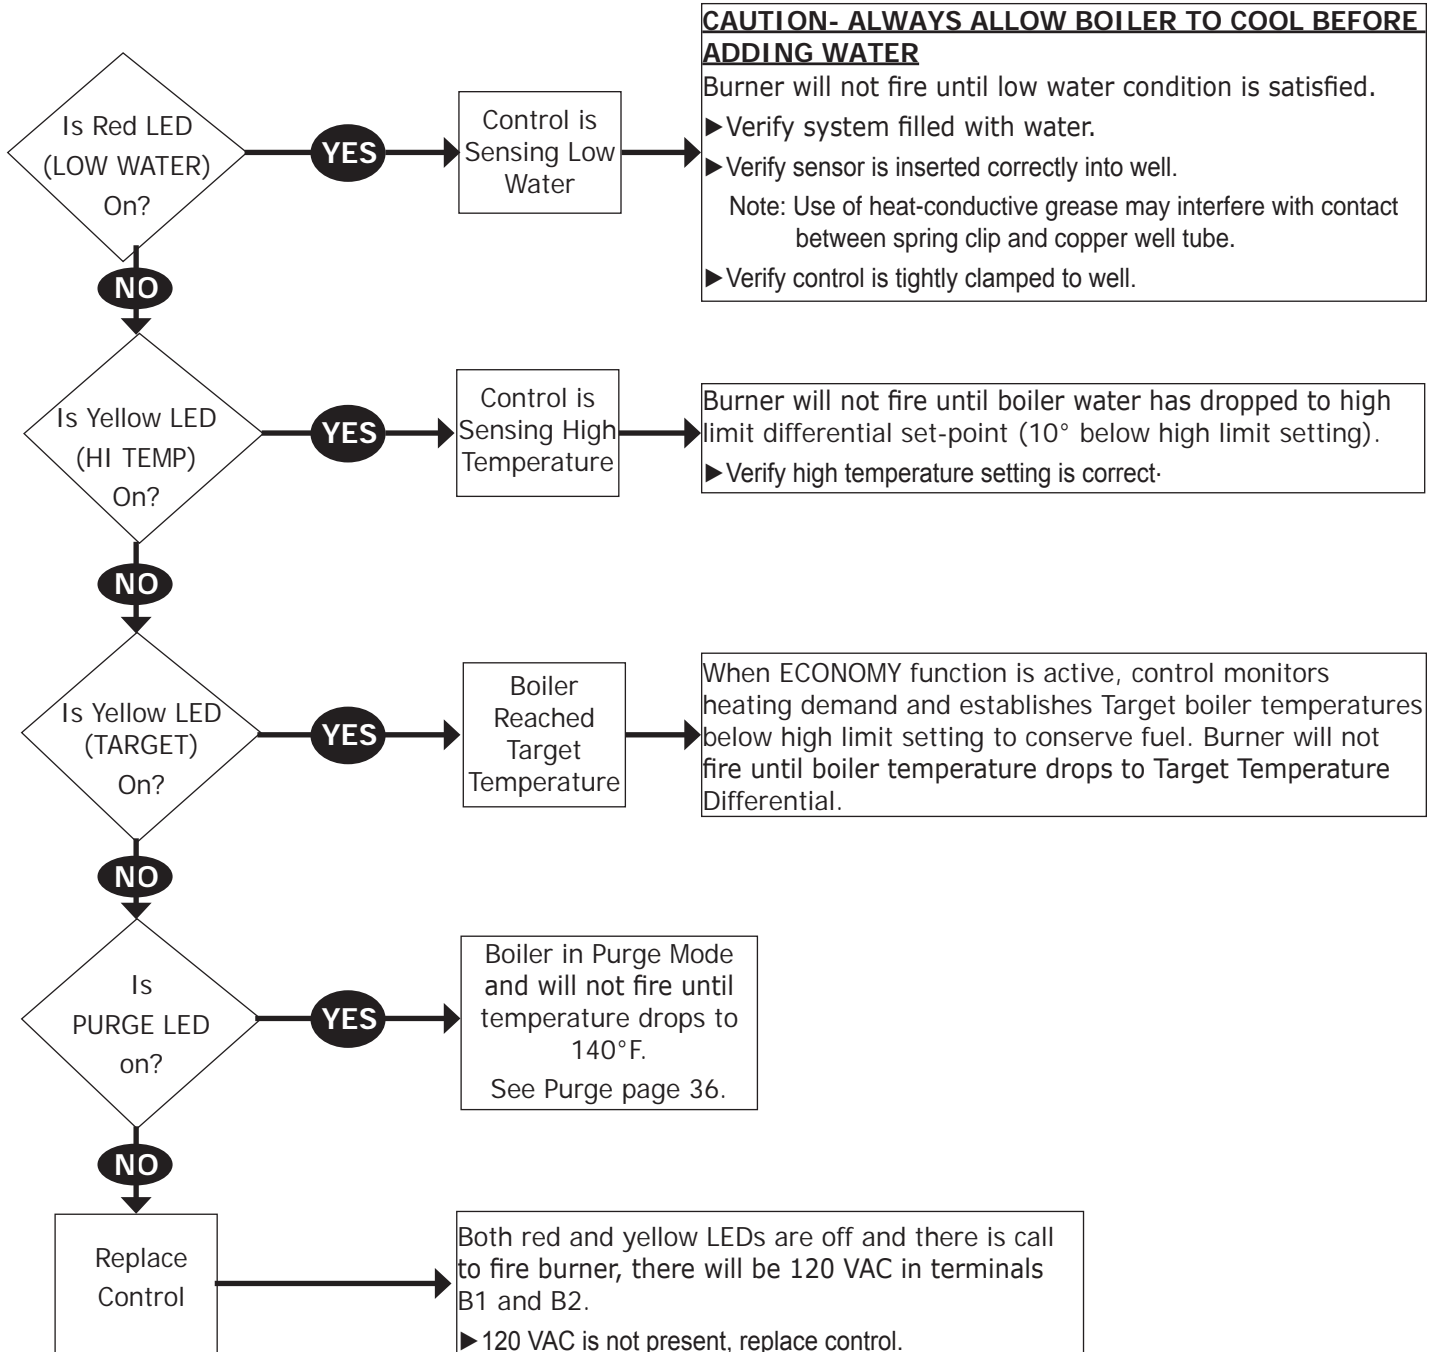 CAUTION- ALWAYS ALLOW BOILER TO COOL BEFORE
ADDING WATER
Burner will not fire until low water condition is satisfied.
►Verify system filled with water.
►Verify sensor is inserted correctly into well.
Note: Use of heat-conductive grease may interfere with contact
between spring clip and copper well tube.
►Verify control is tightly clamped to well.
Is Red LED
(LOW WATER)
On?
YES
Control is
Sensing Low
Water
NO
Is Yellow LED
(HI TEMP)
On?
YES
Control is
Sensing High
Temperature
Burner will not fire until boiler water has dropped to high
limit differential set-point (10° below high limit setting).
►Verify high temperature setting is correct.
NO
Is Yellow LED
(TARGET)
On?
YES
Boiler
Reached
Target
Temperature
When ECONOMY function is active, control monitors
heating demand and establishes Target boiler temperatures
below high limit setting to conserve fuel. Burner will not
fire until boiler temperature drops to Target Temperature
Differential.
NO
Is
PURGE LED
on?
YES
Boiler in Purge Mode
and will not fire until
temperature drops to
140°F.
See Purge page 36.
NO
Replace
Control
Both red and yellow LEDs are off and there is call
to fire burner, there will be 120 VAC in terminals
B1 and B2.
►120 VAC is not present, replace control.